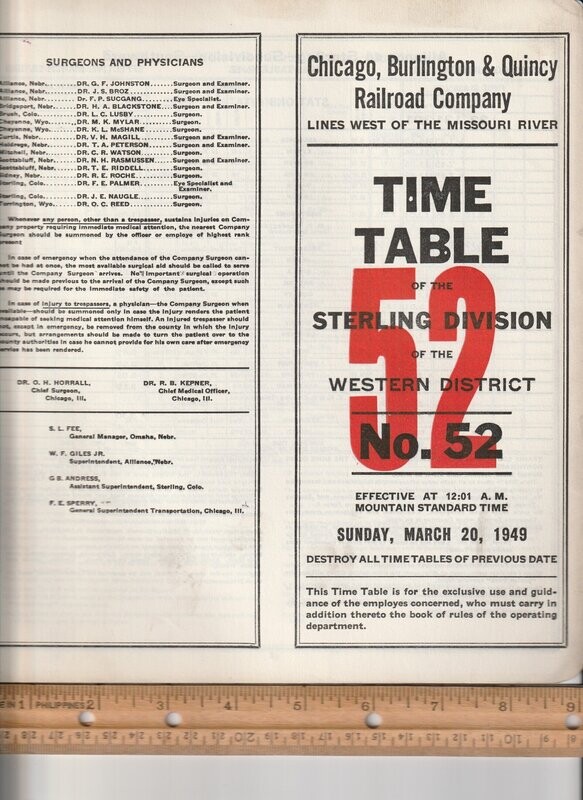 SURGEONS AND PHYSICIANS
Alliance, Nebr.........DR. G. F. JOHNSTON......Surgeon and Examiner.
Alliance, Nebr.........DR. J. S. BROZ..........Surgeon and Examiner.
Alliance, Nebr.........Dr. F. P. SUCGANG.......Eye Specialist.
Bridgeport, Nebr.......DR. H. A. BLACKSTONE....Surgeon and Examiner.
Brush, Colo............DR. L. C. LUSBY.........Surgeon.
Cheyenne, Wyo..........DR. M. K. MYLAR.........Surgeon.
Cheyenne, Wyo..........DR. K. L. McSHANE.......Surgeon.
Curtis, Nebr...........DR. V. H. MAGILL........Surgeon and Examiner.
Holdrege, Nebr.........DR. T. A. PETERSON......Surgeon and Examiner.
Mitchell, Nebr.........DR. C. R. WATSON........Surgeon.
Scottsbluff, Nebr......DR. N. H. RASMUSSEN.....Surgeon and Examiner.
Scottsbluff, Nebr......DR. T. E. RIDDELL.......Surgeon.
Sidney, Nebr...........DR. R. E. ROCHE.........Surgeon.
Sterling, Colo.........DR. F. E. PALMER........Eye Specialist and
Examiner.
Sterling, Colo.........DR. J. E. NAUGLE........Surgeon.
Torrington, Wyo........DR. O. C. REED..........Surgeon.
Whenever any person, other than a trespasser, sustains injuries on Com-
pany property requiring immediate medical attention, the nearest Company
Surgeon should be summoned by the officer or employe of highest rank
present
In case of emergency when the attendance of the Company Surgeon can-
not be had at once, the most available surgical aid should be called to serve
until the Company Surgeon arrives. No important surgical operation
should be made previous to the arrival of the Company Surgeon, except such
as may be required for the immediate safety of the patient.
In case of injury to trespassers, a physician—the Company Surgeon when
available—should be summoned only in case the injury renders the patient
incapable of seeking medical attention himself. An injured trespasser should
not, except in emergency, be removed from the county in which the injury
occurs, but arrangements should be made to turn the patient over to the
county authorities in case he cannot provide for his own care after emergency
service has been rendered.
DR. O. H. HORRALL,
Chief Surgeon,
Chicago, Ill.
DR. R. B. KEPNER,
Chief Medical Officer,
Chicago, Ill.
S. L. FEE,
General Manager, Omaha, Nebr.
W. F. GILES JR.
Superintendent, Alliance, Nebr.
G B. ANDRESS,
Assistant Superintendent, Sterling, Colo.
F. E. SPERRY,
General Superintendent Transportation, Chicago, Ill.
Chicago, Burlington & Quincy
Railroad Company
LINES WEST OF THE MISSOURI RIVER
TIME
TABLE
OF THE
STERLING DIVISION
OF THE
WESTERN DISTRICT
52
No. 52
EFFECTIVE AT 12:01 A. M.
MOUNTAIN STANDARD TIME
SUNDAY, MARCH 20, 1949
DESTROY ALL TIME TABLES OF PREVIOUS DATE
This Time Table is for the exclusive use and guid-
ance of the employes concerned, who must carry in
addition thereto the book of rules of the operating
department.
1 PHILIPPINES 2 3 4 5 6 7 8 9